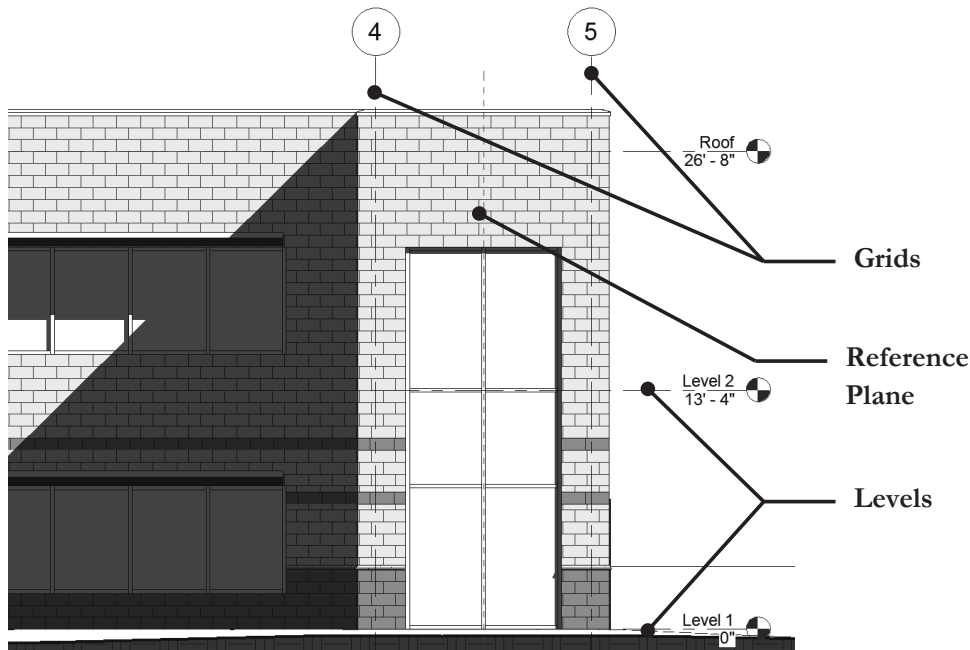 4
5
Roof
26' - 8"
Grids
Reference
Plane
Level 2
13' - 4"
Levels
Level 1
0"